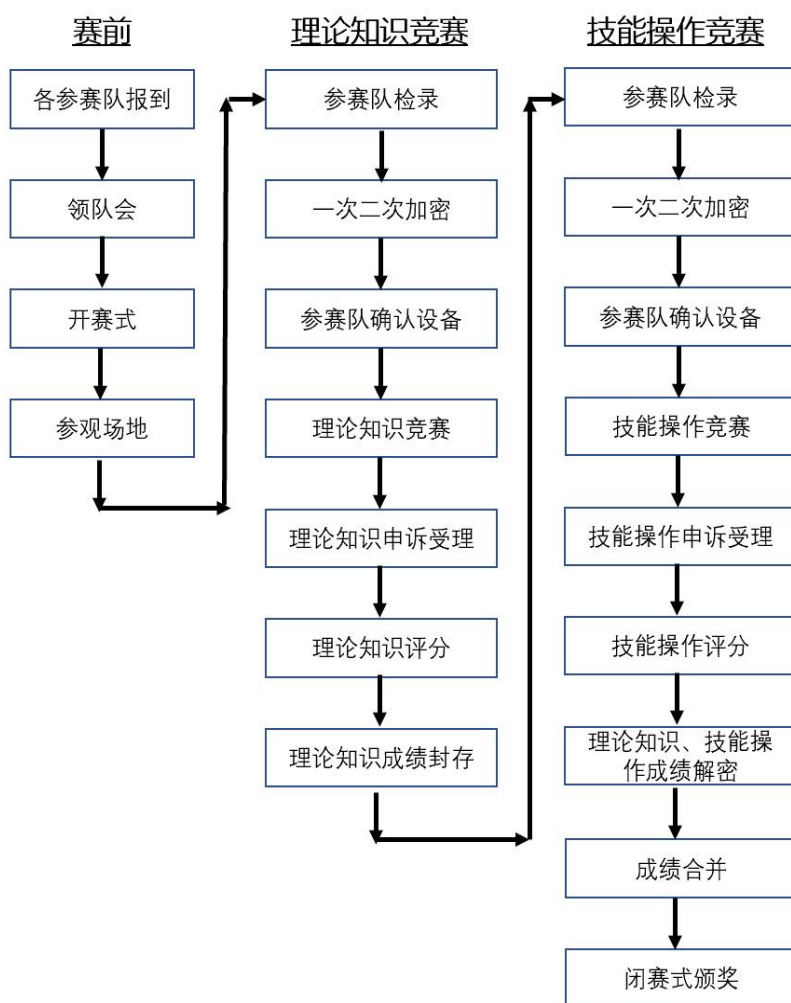 赛前
各参赛队报到
领队会
开赛式
参观场地
理论知识竞赛
参赛队检录
一次二次加密
参赛队确认设备
理论知识竞赛
理论知识申诉受理
理论知识评分
理论知识成绩封存
技能操作竞赛
参赛队检录
一次二次加密
参赛队确认设备
技能操作竞赛
技能操作申诉受理
技能操作评分
理论知识、技能操
作成绩解密
成绩合并
闭赛式颁奖